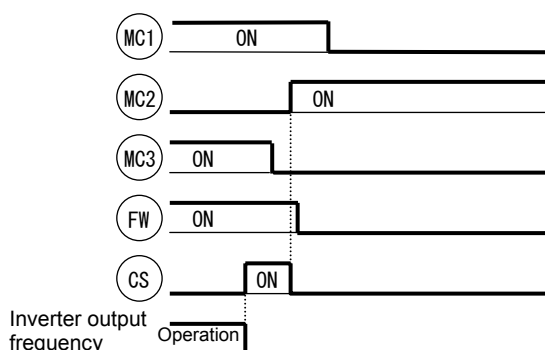 MC1 ON
MC2 ON
MC3 ON
FW ON
CS ON
Inverter output
frequency Operation